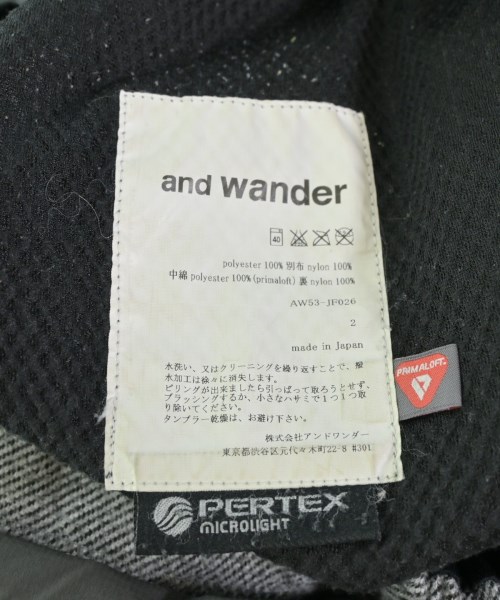 and wander
40
polyester 100% 別布 nylon 100%
中綿 polyester 100% (primaloft) 裏 nylon 100%
AW53-JF026
2
made in Japan
水洗い、又はクリーニングを繰り返すことで、撥
水加工は徐々に消失します。
ピリングが出来ましたら引っぱって取ろうとせず、
ブラッシングするか、小さなハサミで1つ1つ取
り除いてください。
タンブラー乾燥は、お避け下さい。
株式会社アンドワンダー
東京都渋谷区元代々木町22-8 #301
PRIMALOFT
PERTEX
MICROLIGHT